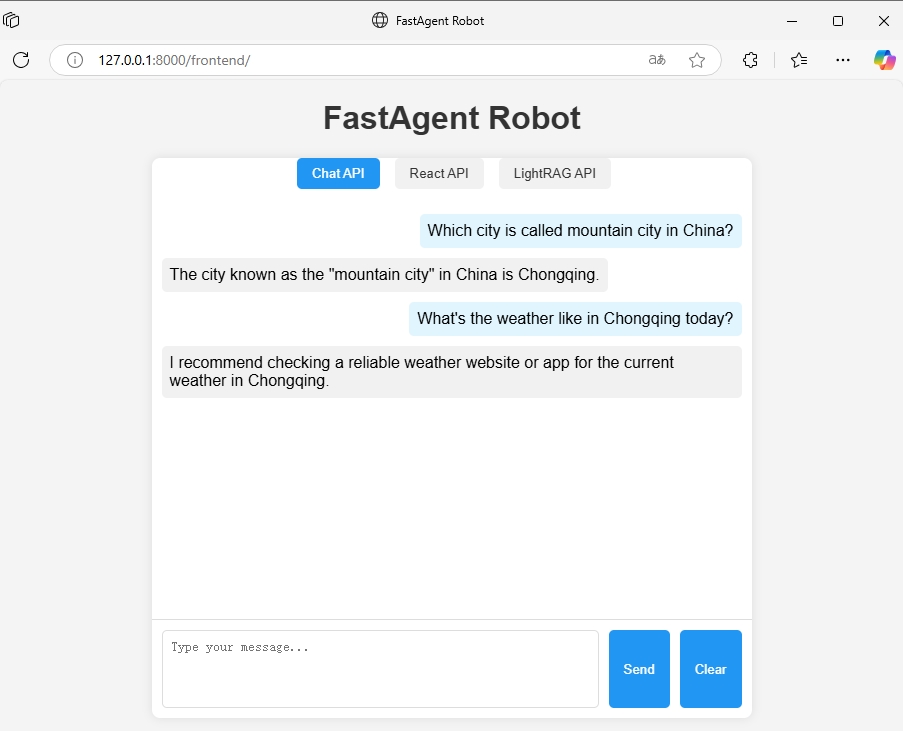 FastAgent Robot
127.0.0.1:8000/frontend/
aあ
FastAgent Robot
Chat API
React API
LightRAG API
Which city is called mountain city in China?
The city known as the "mountain city" in China is Chongqing.
What's the weather like in Chongqing today?
I recommend checking a reliable weather website or app for the current
weather in Chongqing.
Type your message...
Send
Clear